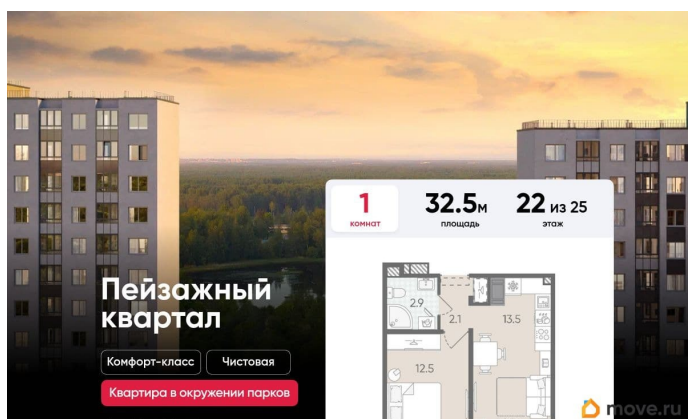 1
комнат
32.5м
площадь
22 из 25
этаж
Пейзажный
квартал
Комфорт-класс
Чистовая
Квартира в окружении парков
2.9
2.1
13.5
12.5
move.ru